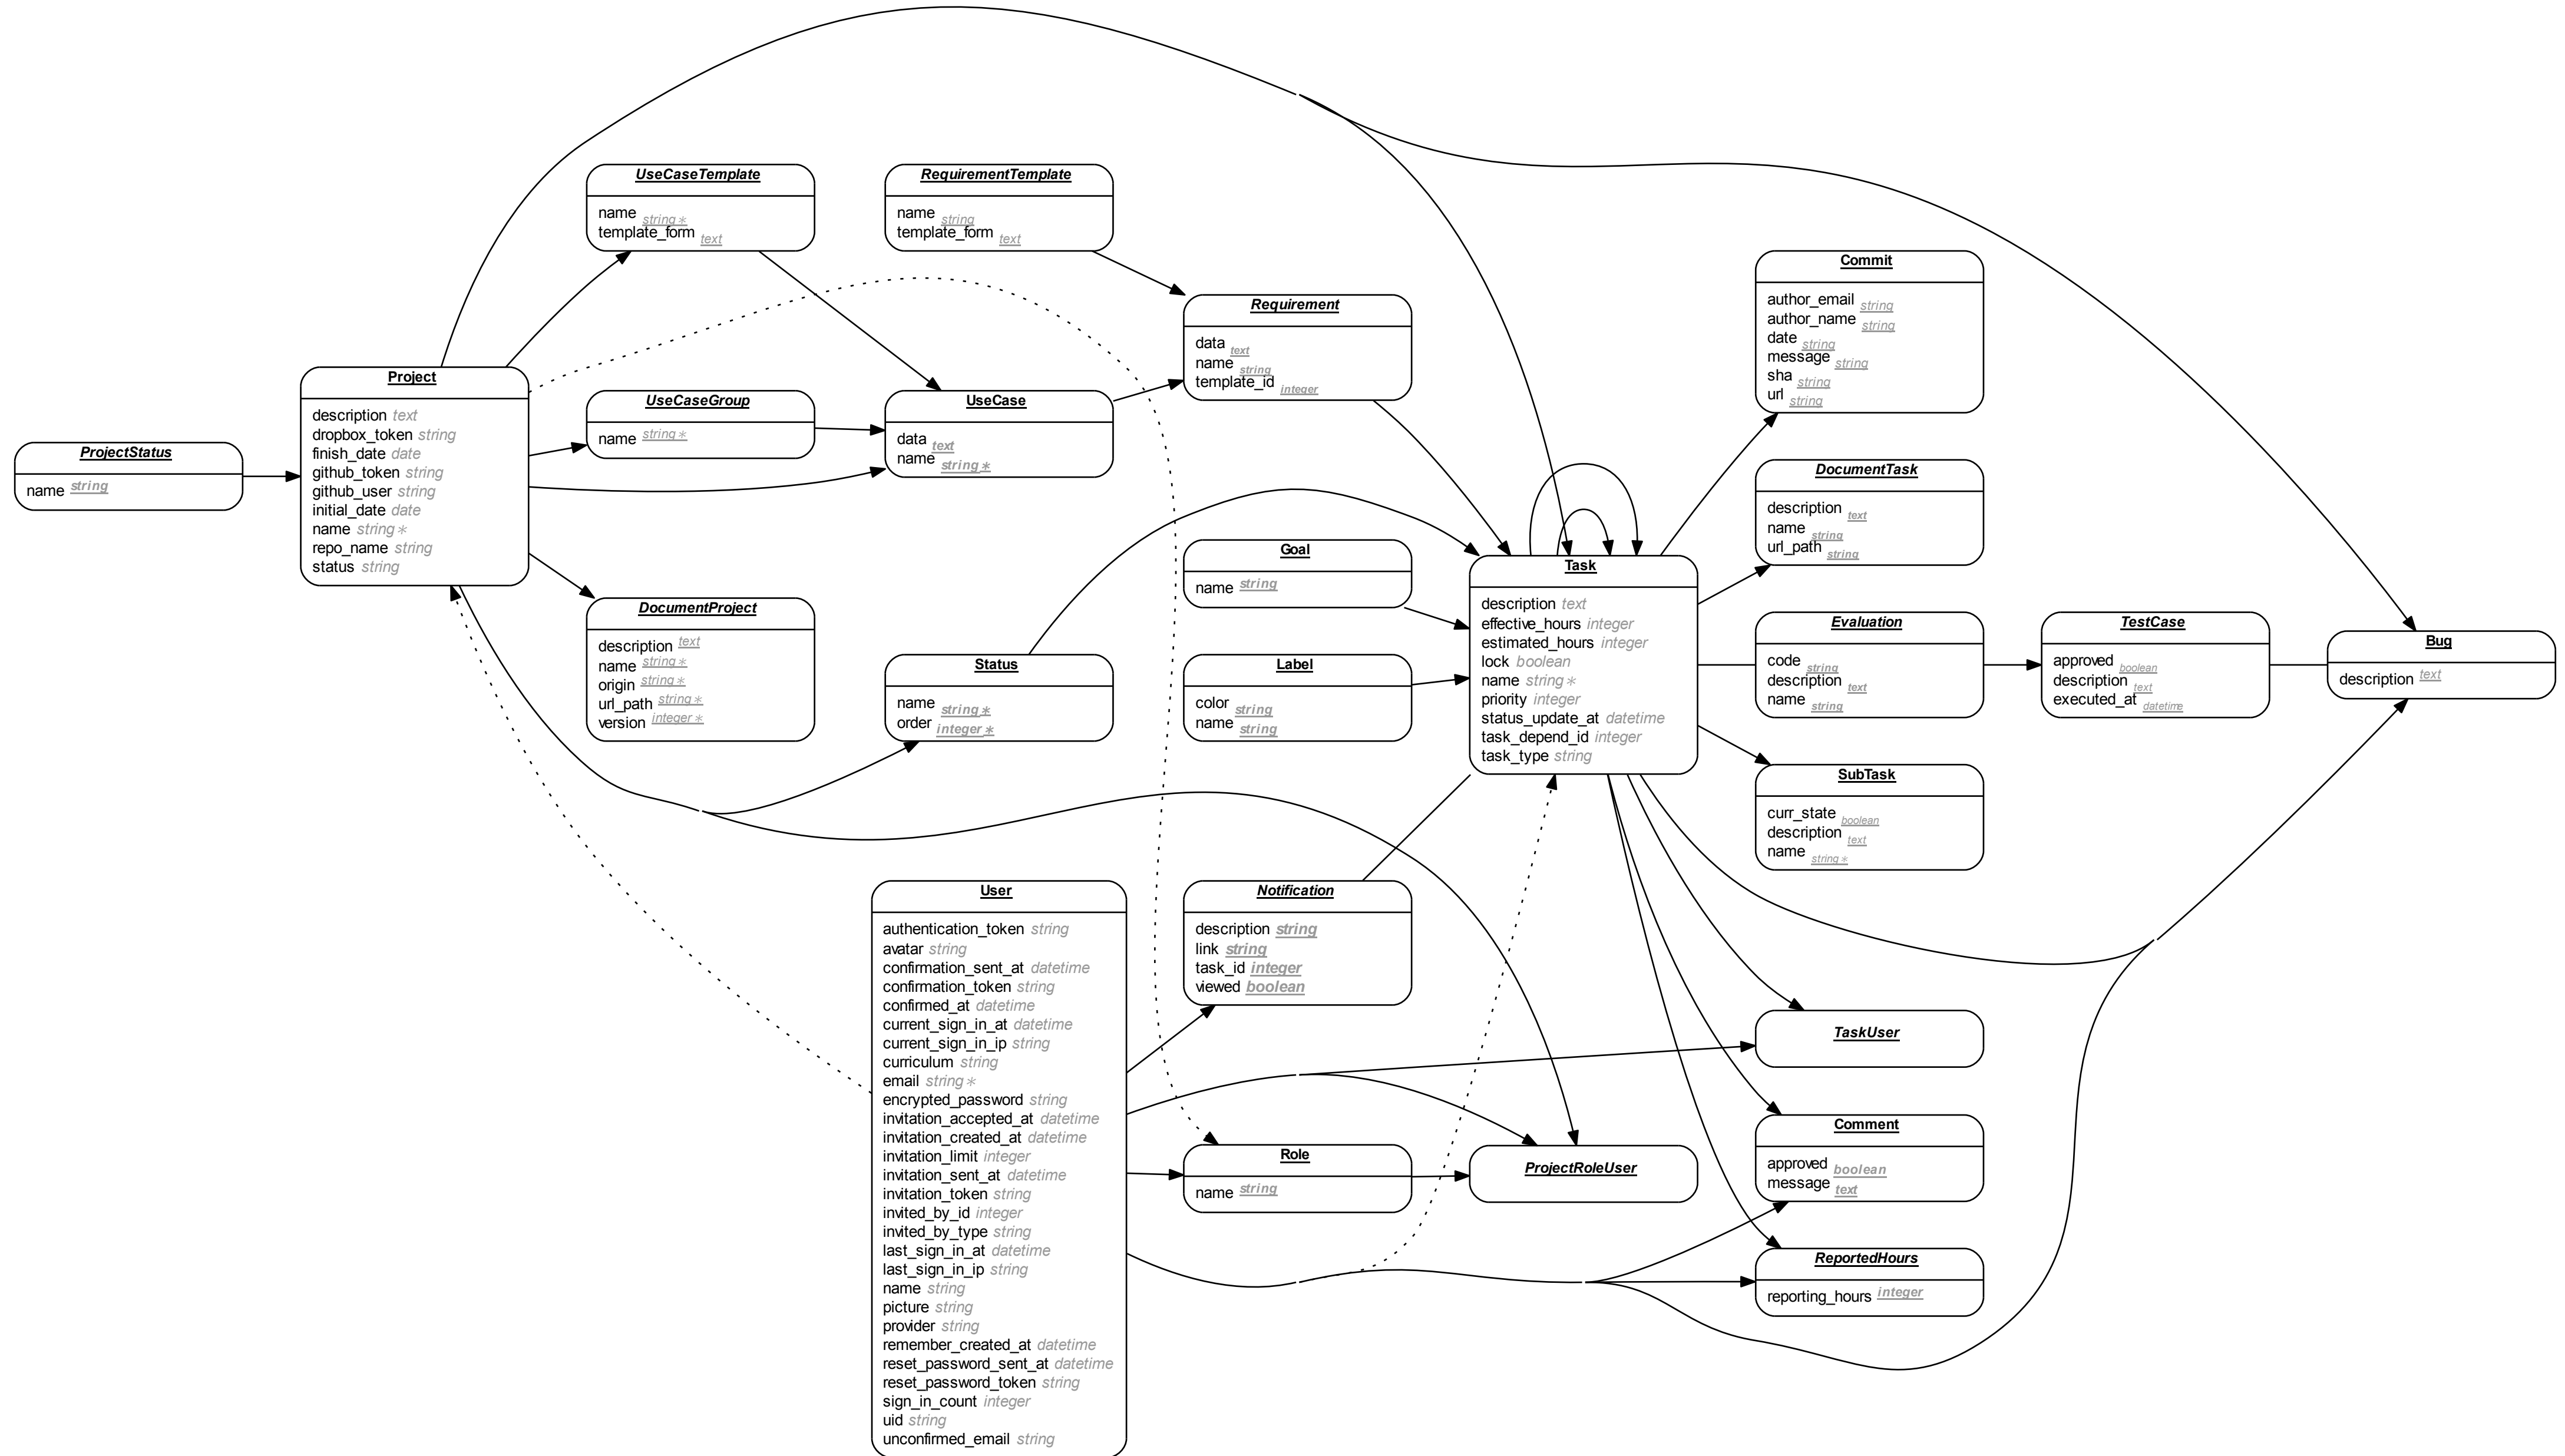 ProjectStatus
name string
Project
description text
dropbox_token string
finish_date date
github_token string
github_user string
initial_date date
name string ∗
repo_name string
status string
UseCaseTemplate
name string ∗
template_form text
UseCaseGroup
name string ∗
DocumentProject
description text
name string ∗
origin string ∗
url_path string ∗
version integer ∗
RequirementTemplate
name string
template_form text
UseCase
data text
name string ∗
Status
name string ∗
order integer ∗
User
authentication_token string
avatar string
confirmation_sent_at datetime
confirmation_token string
confirmed_at datetime
current_sign_in_at datetime
current_sign_in_ip string
curriculum string
email string ∗
encrypted_password string
invitation_accepted_at datetime
invitation_created_at datetime
invitation_limit integer
invitation_sent_at datetime
invitation_token string
invited_by_id integer
invited_by_type string
last_sign_in_at datetime
last_sign_in_ip string
name string
picture string
provider string
remember_created_at datetime
reset_password_sent_at datetime
reset_password_token string
sign_in_count integer
uid string
unconfirmed_email string
Requirement
data text
name string
template_id integer
Goal
name string
Label
color string
name string
Notification
description string
link string
task_id integer
viewed boolean
Role
name string
Task
description text
effective_hours integer
estimated_hours integer
lock boolean
name string ∗
priority integer
status_update_at datetime
task_depend_id integer
task_type string
ProjectRoleUser
Commit
author_email string
author_name string
date string
message string
sha string
url string
DocumentTask
description text
name string
url_path string
Evaluation
code string
description text
name string
SubTask
curr_state boolean
description text
name string ∗
TaskUser
Comment
approved boolean
message text
ReportedHours
reporting_hours integer
TestCase
approved boolean
description text
executed_at datetime
Bug
description text